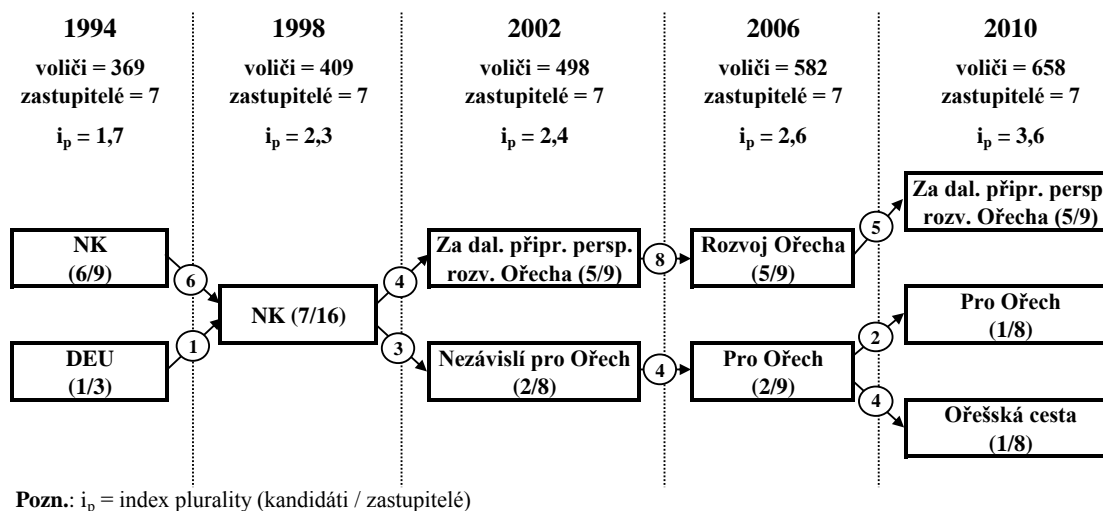 1994
voliči = 369
zastupitelé = 7
iₚ = 1,7
1998
voliči = 409
zastupitelé = 7
iₚ = 2,3
2002
voliči = 498
zastupitelé = 7
iₚ = 2,4
2006
voliči = 582
zastupitelé = 7
iₚ = 2,6
2010
voliči = 658
zastupitelé = 7
iₚ = 3,6
NK
(6/9)
6
DEU
(1/3)
1
NK (7/16)
4
3
Za dal. připr. persp.
rozv. Ořecha (5/9)
8
Nezávislí pro Ořech
(2/8)
4
Rozvoj Ořecha
(5/9)
5
Pro Ořech
(2/9)
2
4
Za dal. připr. persp.
rozv. Ořecha (5/9)
Pro Ořech
(1/8)
Ořešská cesta
(1/8)
Pozn.: iₚ = index plurality (kandidáti / zastupitelé)